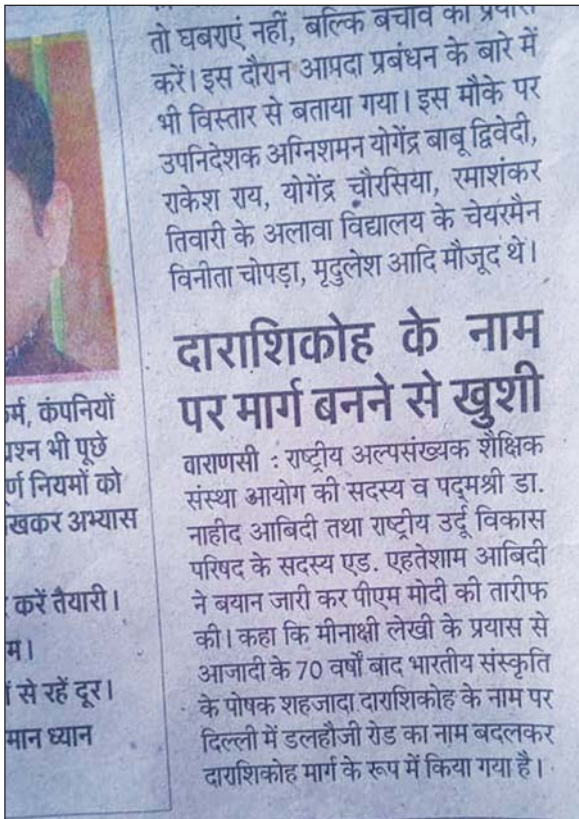 तो घबराएं नहीं, बल्कि बचाव का प्रयास
करें। इस दौरान आपदा प्रबंधन के बारे में
भी विस्तार से बताया गया। इस मौके पर
उपनिदेशक अग्निशमन योगेंद्र बाबू द्विवेदी,
राकेश राय, योगेंद्र चौरसिया, रमाशंकर
तिवारी के अलावा विद्यालय के चेयरमैन
विनीता चोपड़ा, मृदुलेश आदि मौजूद थे।
दाराशिकोह के नाम
पर मार्ग बनने से खुशी
वाराणसी : राष्ट्रीय अल्पसंख्यक शैक्षिक
संस्था आयोग की सदस्य व पद्मश्री डा.
नाहीद आबिदी तथा राष्ट्रीय उर्दू विकास
परिषद के सदस्य एड. एहतेशाम आबिदी
ने बयान जारी कर पीएम मोदी की तारीफ
की। कहा कि मीनाक्षी लेखी के प्रयास से
आजादी के 70 वर्षों बाद भारतीय संस्कृति
के पोषक शहजादा दाराशिकोह के नाम पर
दिल्ली में डलहौजी रोड का नाम बदलकर
दाराशिकोह मार्ग के रूप में किया गया है।
कंपनियों
भी पूछे
नियमों को
अभ्यास
करें तैयारी।
से रहें दूर।
ध्यान